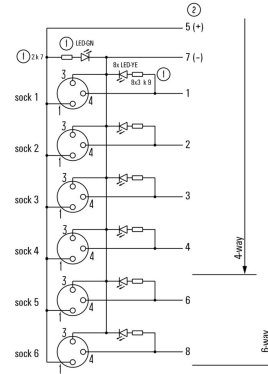 2
5 (+)
1 2 k 7 1 LED-GN
7 (–)
8x LED-YE 1
8x3 k 9
sock 1 3 4 1 1
sock 2 3 4 1 2
sock 3 3 4 1 3
sock 4 3 4 1 4
4-way
sock 5 3 4 1 6
sock 6 3 4 1 8
6-way